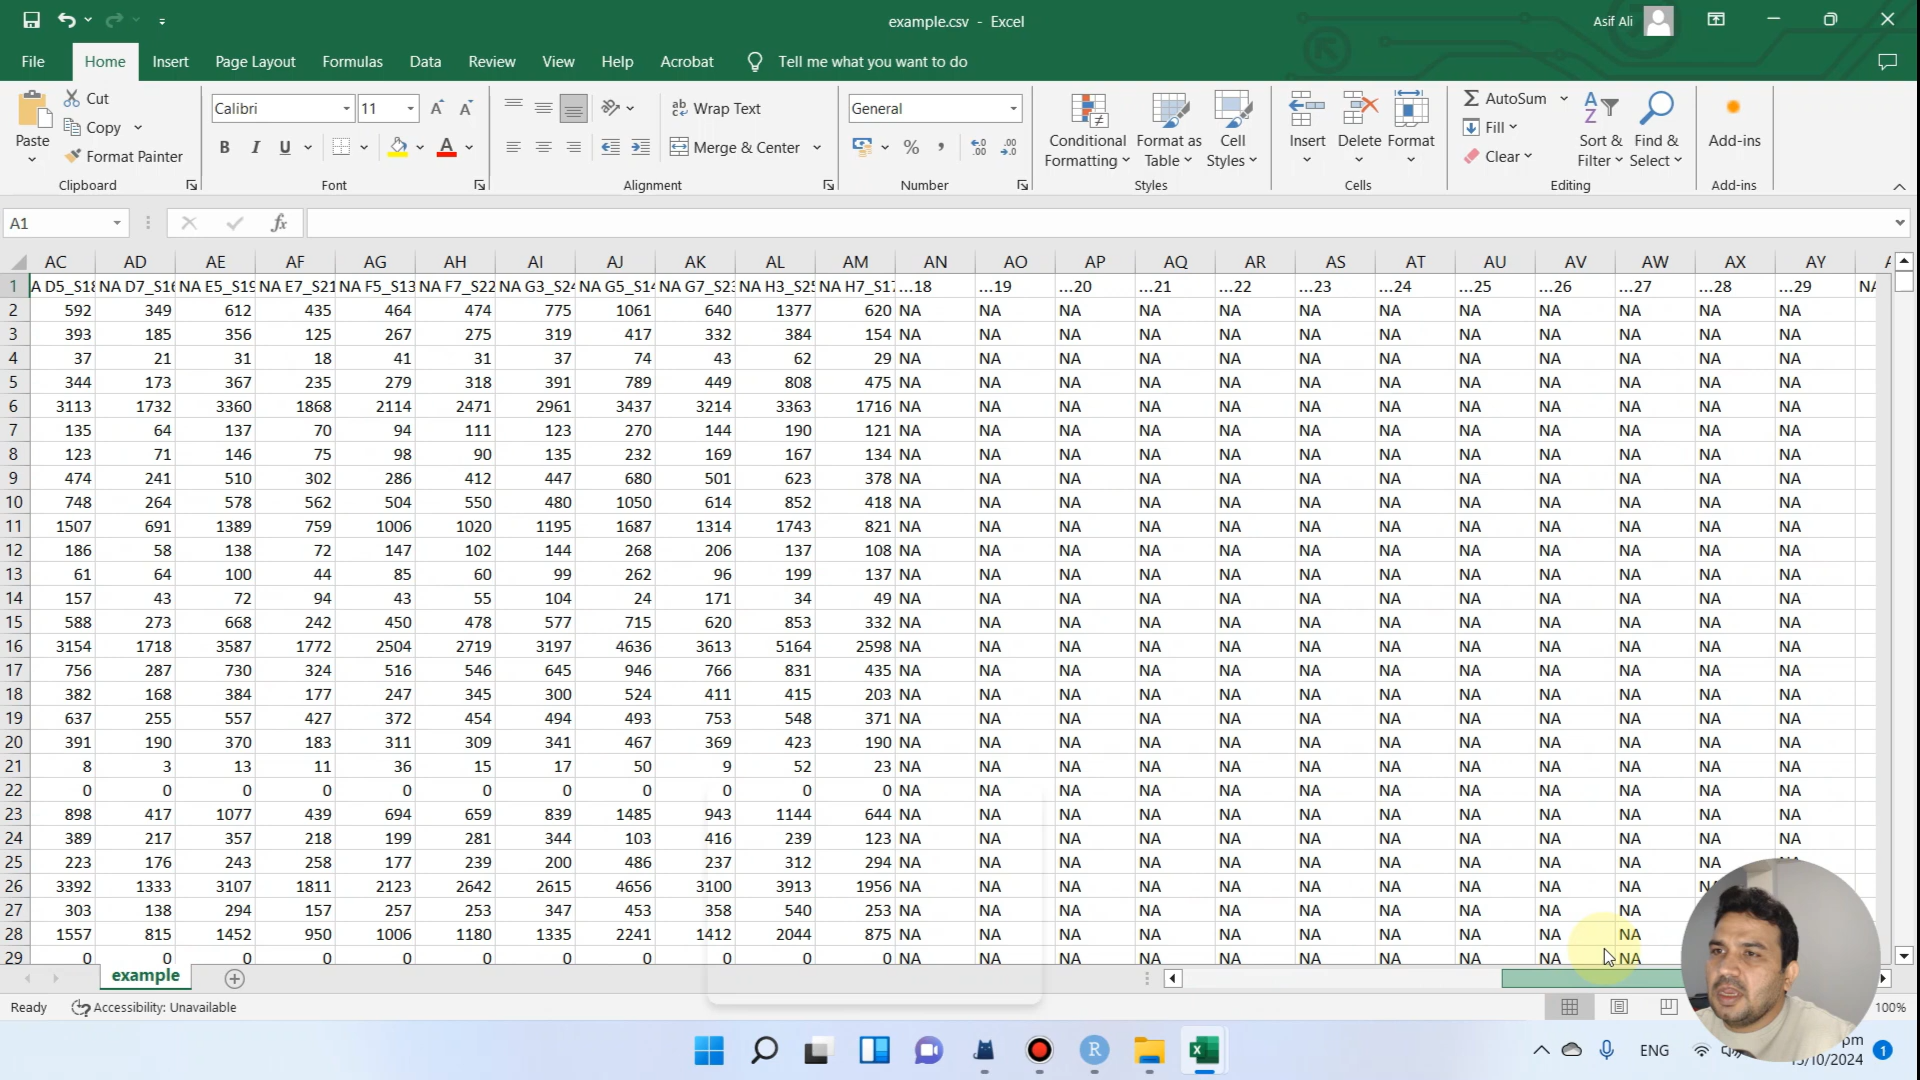 example.csv - Excel
Asif Ali
File Home Insert Page Layout Formulas Data Review View Help Acrobat Tell me what you want to do
Paste Cut Copy Format Painter Clipboard
Calibri 11 B I U Font
Wrap Text Merge & Center Alignment
General % Number
Conditional Formatting Format as Table Cell Styles Styles
Insert Delete Format Cells
AutoSum Fill Clear Sort & Filter Find & Select Editing
Add-ins Add-ins
A1 fx
AC AD AE AF AG AH AI AJ AK AL AM AN AO AP AQ AR AS AT AU AV AW AX AY
1 A D5_S18 NA D7_S16 NA E5_S19 NA E7_S21 NA F5_S13 NA F7_S22 NA G3_S24 NA G5_S14 NA G7_S23 NA H3_S25 NA H7_S17 ...18 ...19 ...20 ...21 ...22 ...23 ...24 ...25 ...26 ...27 ...28 ...29 NA
2 592 349 612 435 464 474 775 1061 640 1377 620 NA NA NA NA NA NA NA NA NA NA NA NA
3 393 185 356 125 267 275 319 417 332 384 154 NA NA NA NA NA NA NA NA NA NA NA NA
4 37 21 31 18 41 31 37 74 43 62 29 NA NA NA NA NA NA NA NA NA NA NA NA
5 344 173 367 235 279 318 391 789 449 808 475 NA NA NA NA NA NA NA NA NA NA NA NA
6 3113 1732 3360 1868 2114 2471 2961 3437 3214 3363 1716 NA NA NA NA NA NA NA NA NA NA NA NA
7 135 64 137 70 94 111 123 270 144 190 121 NA NA NA NA NA NA NA NA NA NA NA NA
8 123 71 146 75 98 90 135 232 169 167 134 NA NA NA NA NA NA NA NA NA NA NA NA
9 474 241 510 302 286 412 447 680 501 623 378 NA NA NA NA NA NA NA NA NA NA NA NA
10 748 264 578 562 504 550 480 1050 614 852 418 NA NA NA NA NA NA NA NA NA NA NA NA
11 1507 691 1389 759 1006 1020 1195 1687 1314 1743 821 NA NA NA NA NA NA NA NA NA NA NA NA
12 186 58 138 72 147 102 144 268 206 137 108 NA NA NA NA NA NA NA NA NA NA NA NA
13 61 64 100 44 85 60 99 262 96 199 137 NA NA NA NA NA NA NA NA NA NA NA NA
14 157 43 72 94 43 55 104 24 171 34 49 NA NA NA NA NA NA NA NA NA NA NA NA
15 588 273 668 242 450 478 577 715 620 853 332 NA NA NA NA NA NA NA NA NA NA NA NA
16 3154 1718 3587 1772 2504 2719 3197 4636 3613 5164 2598 NA NA NA NA NA NA NA NA NA NA NA NA
17 756 287 730 324 516 546 645 946 766 831 435 NA NA NA NA NA NA NA NA NA NA NA NA
18 382 168 384 177 247 345 300 524 411 415 203 NA NA NA NA NA NA NA NA NA NA NA NA
19 637 255 557 427 372 454 494 493 753 548 371 NA NA NA NA NA NA NA NA NA NA NA NA
20 391 190 370 183 311 309 341 467 369 423 190 NA NA NA NA NA NA NA NA NA NA NA NA
21 8 3 13 11 36 15 17 50 9 52 23 NA NA NA NA NA NA NA NA NA NA NA NA
22 0 0 0 0 0 0 0 0 0 0 0 NA NA NA NA NA NA NA NA NA NA NA NA
23 898 417 1077 439 694 659 839 1485 943 1144 644 NA NA NA NA NA NA NA NA NA NA NA NA
24 389 217 357 218 199 281 344 103 416 239 123 NA NA NA NA NA NA NA NA NA NA NA NA
25 223 176 243 258 177 239 200 486 237 312 294 NA NA NA NA NA NA NA NA NA NA NA
26 3392 1333 3107 1811 2123 2642 2615 4656 3100 3913 1956 NA NA NA NA NA NA NA NA NA NA
27 303 138 294 157 257 253 347 453 358 540 253 NA NA NA NA NA NA NA NA NA NA
28 1557 815 1452 950 1006 1180 1335 2241 1412 2044 875 NA NA NA NA NA NA NA NA NA NA
29 0 0 0 0 0 0 0 0 0 0 0 NA NA NA NA NA NA NA NA NA NA
example
Ready Accessibility: Unavailable 100%
ENG pm
10/2024 1